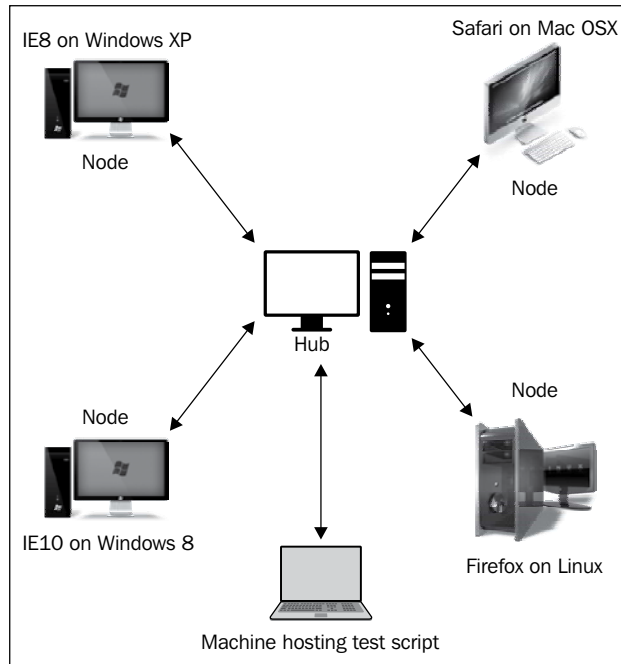 IE8 on Windows XP
Safari on Mac OSX
Node
Node
Hub
Node
Node
IE10 on Windows 8
Firefox on Linux
Machine hosting test script